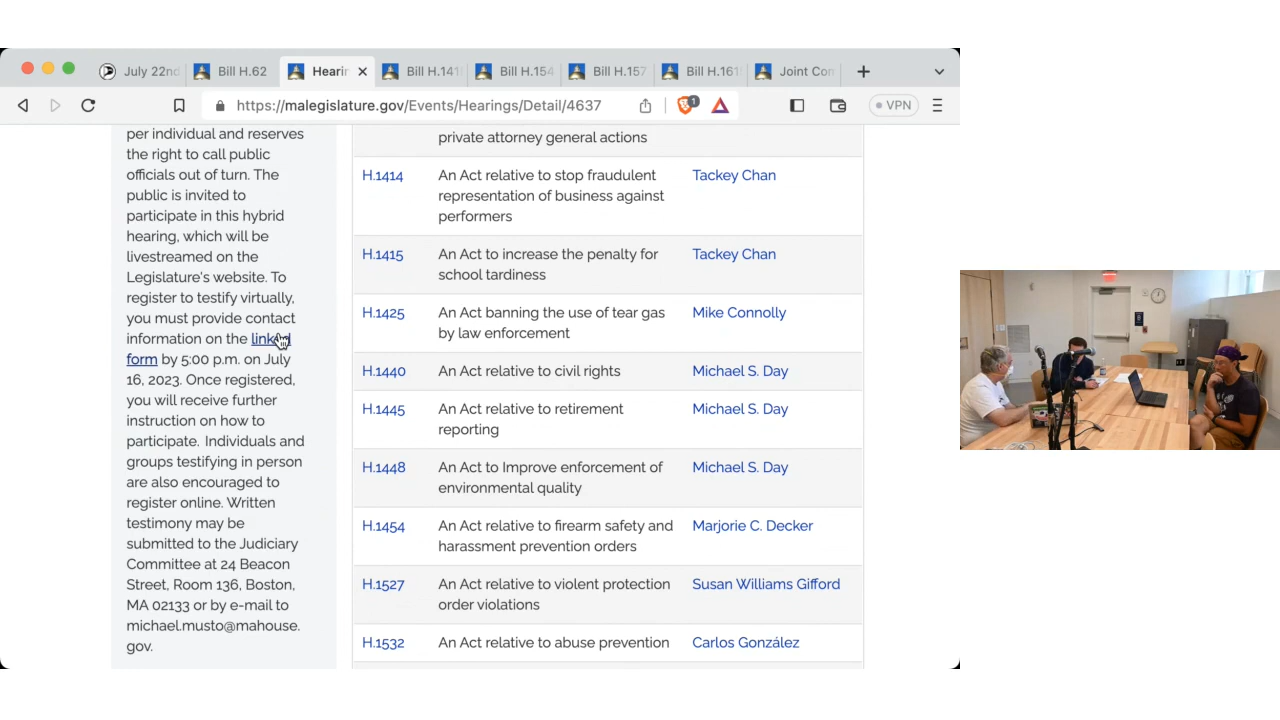 July 22nd
Bill H.62
Hearin
Bill H.141
Bill H.154
Bill H.157
Bill H.161
Joint Com
https://malegislature.gov/Events/Hearings/Detail/4637
1
VPN
per individual and reserves
the right to call public
officials out of turn. The
public is invited to
participate in this hybrid
hearing, which will be
livestreamed on the
Legislature's website. To
register to testify virtually,
you must provide contact
information on the linked
form by 5:00 p.m. on July
16, 2023. Once registered,
you will receive further
instruction on how to
participate. Individuals and
groups testifying in person
are also encouraged to
register online. Written
testimony may be
submitted to the Judiciary
Committee at 24 Beacon
Street, Room 136, Boston,
MA 02133 or by e-mail to
michael.musto@mahouse.
gov.
private attorney general actions
H.1414 An Act relative to stop fraudulent Tackey Chan
representation of business against
performers
H.1415 An Act to increase the penalty for Tackey Chan
school tardiness
H.1425 An Act banning the use of tear gas Mike Connolly
by law enforcement
H.1440 An Act relative to civil rights Michael S. Day
H.1445 An Act relative to retirement Michael S. Day
reporting
H.1448 An Act to Improve enforcement of Michael S. Day
environmental quality
H.1454 An Act relative to firearm safety and Marjorie C. Decker
harassment prevention orders
H.1527 An Act relative to violent protection Susan Williams Gifford
order violations
H.1532 An Act relative to abuse prevention Carlos González